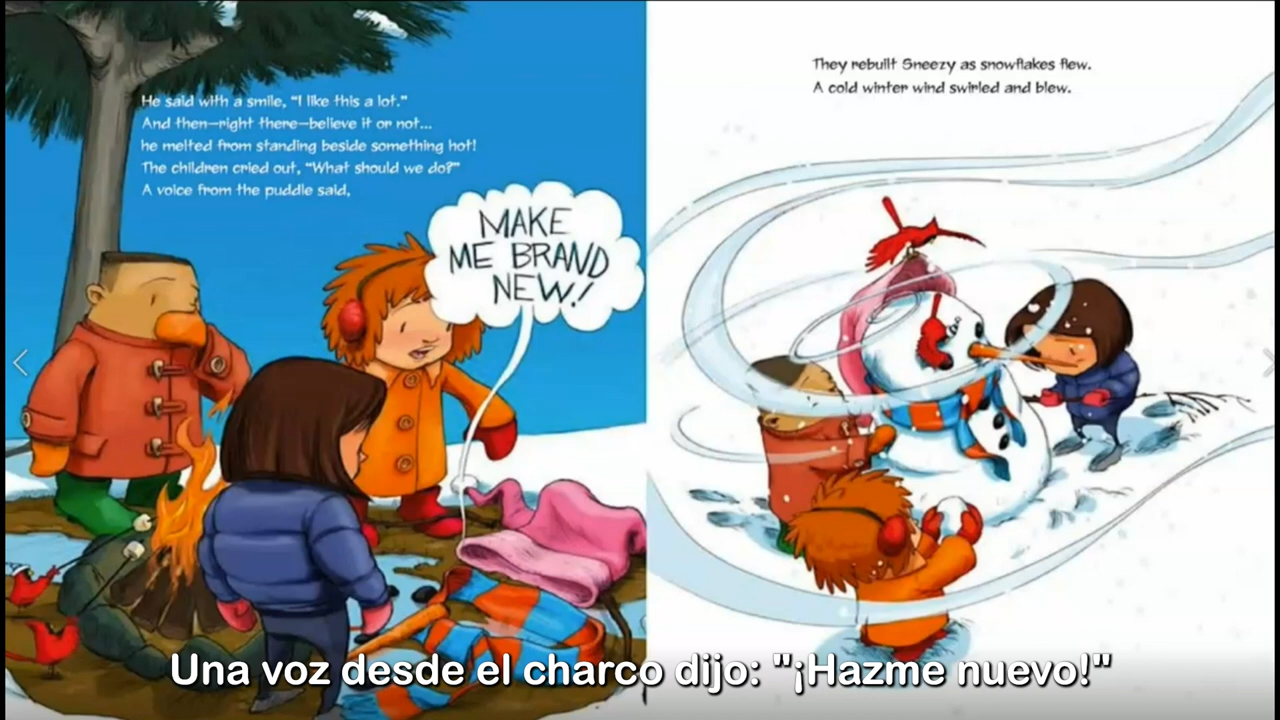 He said with a smile, "I like this a lot."
And then—right there—believe it or not...
he melted from standing beside something hot!
The children cried out, "What should we do?"
A voice from the puddle said,
MAKE
ME BRAND
NEW!
They rebuilt Sneezy as snowflakes flew.
A cold winter wind swirled and blew.
Una voz desde el charco dijo: "¡Hazme nuevo!"